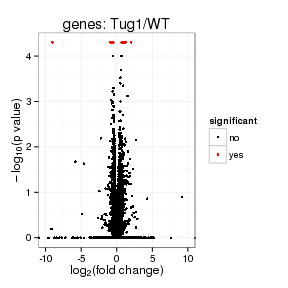 genes: Tug1/WT
−log10(p value)
4
3
2
1
0
-10
-5
0
5
10
log2(fold change)
significant
no
yes